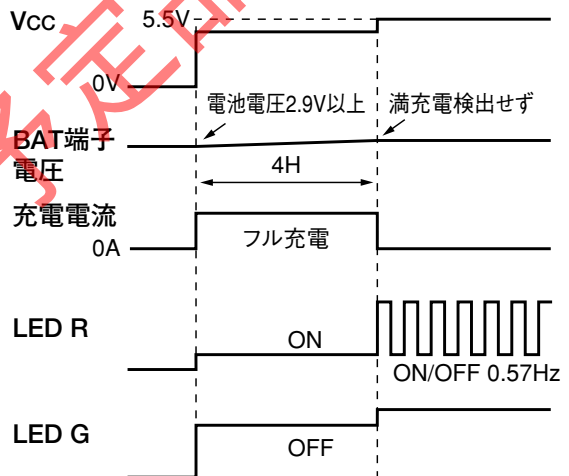 Vcc
5.5V
0V
電池電圧2.9V以上
満充電検出せず
BAT端子
電圧
4H
充電電流
フル充電
0A
LED R
ON
ON/OFF 0.57Hz
LED G
OFF
予定